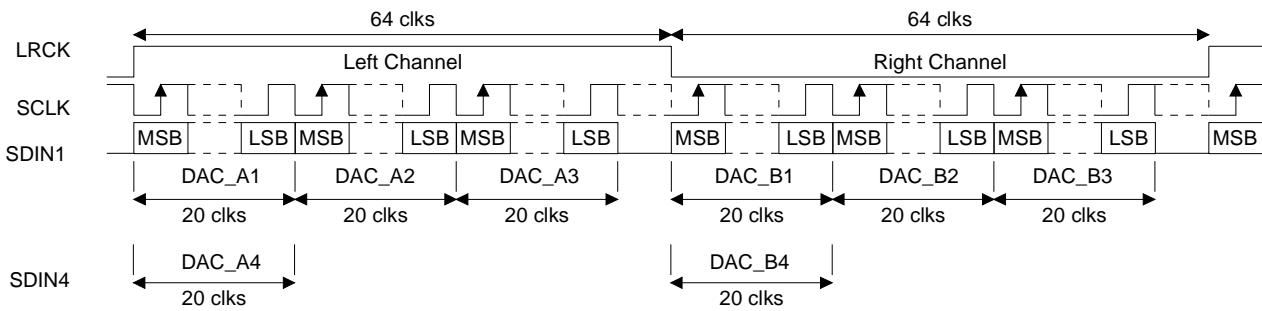 64 clks 64 clks
LRCK Left Channel Right Channel
SCLK
SDIN1 MSB LSB MSB LSB MSB LSB MSB LSB MSB LSB MSB LSB MSB
DAC_A1 DAC_A2 DAC_A3 DAC_B1 DAC_B2 DAC_B3
20 clks 20 clks 20 clks 20 clks 20 clks 20 clks
SDIN4 DAC_A4 DAC_B4
20 clks 20 clks